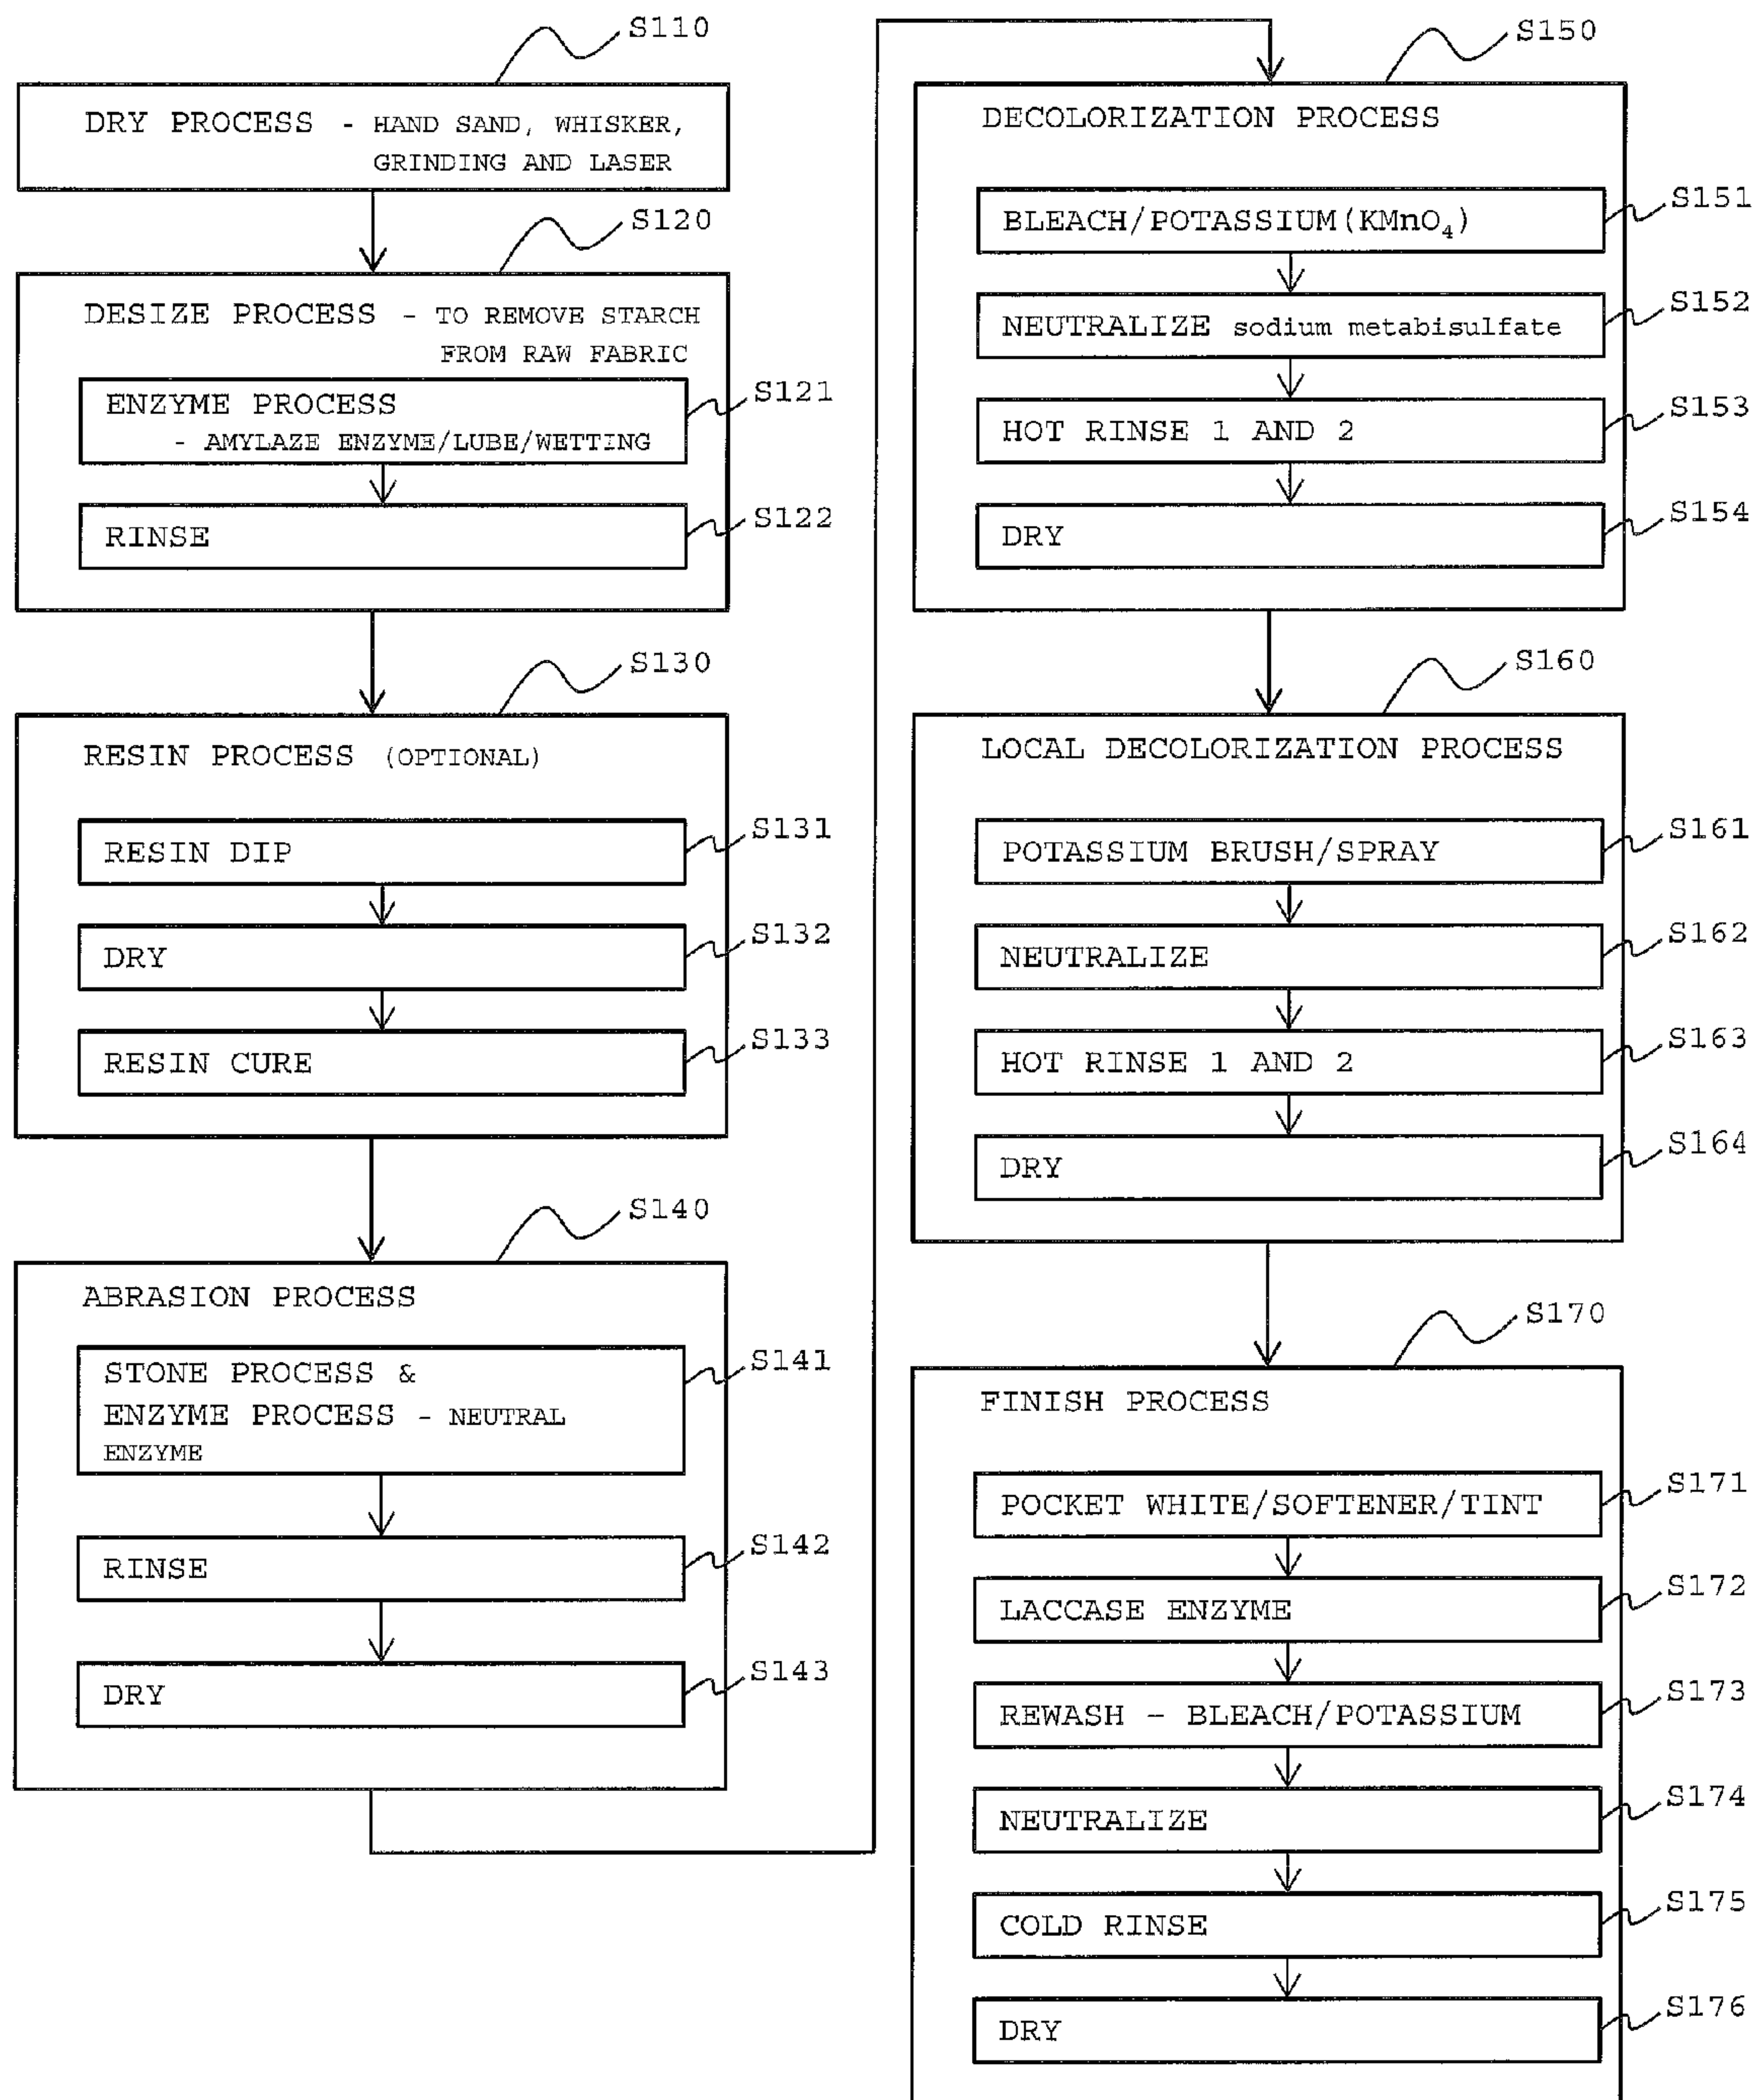 S110
DRY PROCESS - HAND SAND, WHISKER,
GRINDING AND LASER
S120
DESIZE PROCESS - TO REMOVE STARCH
FROM RAW FABRIC
S121
ENZYME PROCESS
- AMYLAZE ENZYME/LUBE/WETTING
S122
RINSE
S130
RESIN PROCESS (OPTIONAL)
S131
RESIN DIP
S132
DRY
S133
RESIN CURE
S140
ABRASION PROCESS
S141
STONE PROCESS &
ENZYME PROCESS - NEUTRAL
ENZYME
S142
RINSE
S143
DRY
S150
DECOLORIZATION PROCESS
S151
BLEACH/POTASSIUM(KMnO₄)
S152
NEUTRALIZE sodium metabisulfate
S153
HOT RINSE 1 AND 2
S154
DRY
S160
LOCAL DECOLORIZATION PROCESS
S161
POTASSIUM BRUSH/SPRAY
S162
NEUTRALIZE
S163
HOT RINSE 1 AND 2
S164
DRY
S170
FINISH PROCESS
S171
POCKET WHITE/SOFTENER/TINT
S172
LACCASE ENZYME
S173
REWASH - BLEACH/POTASSIUM
S174
NEUTRALIZE
S175
COLD RINSE
S176
DRY